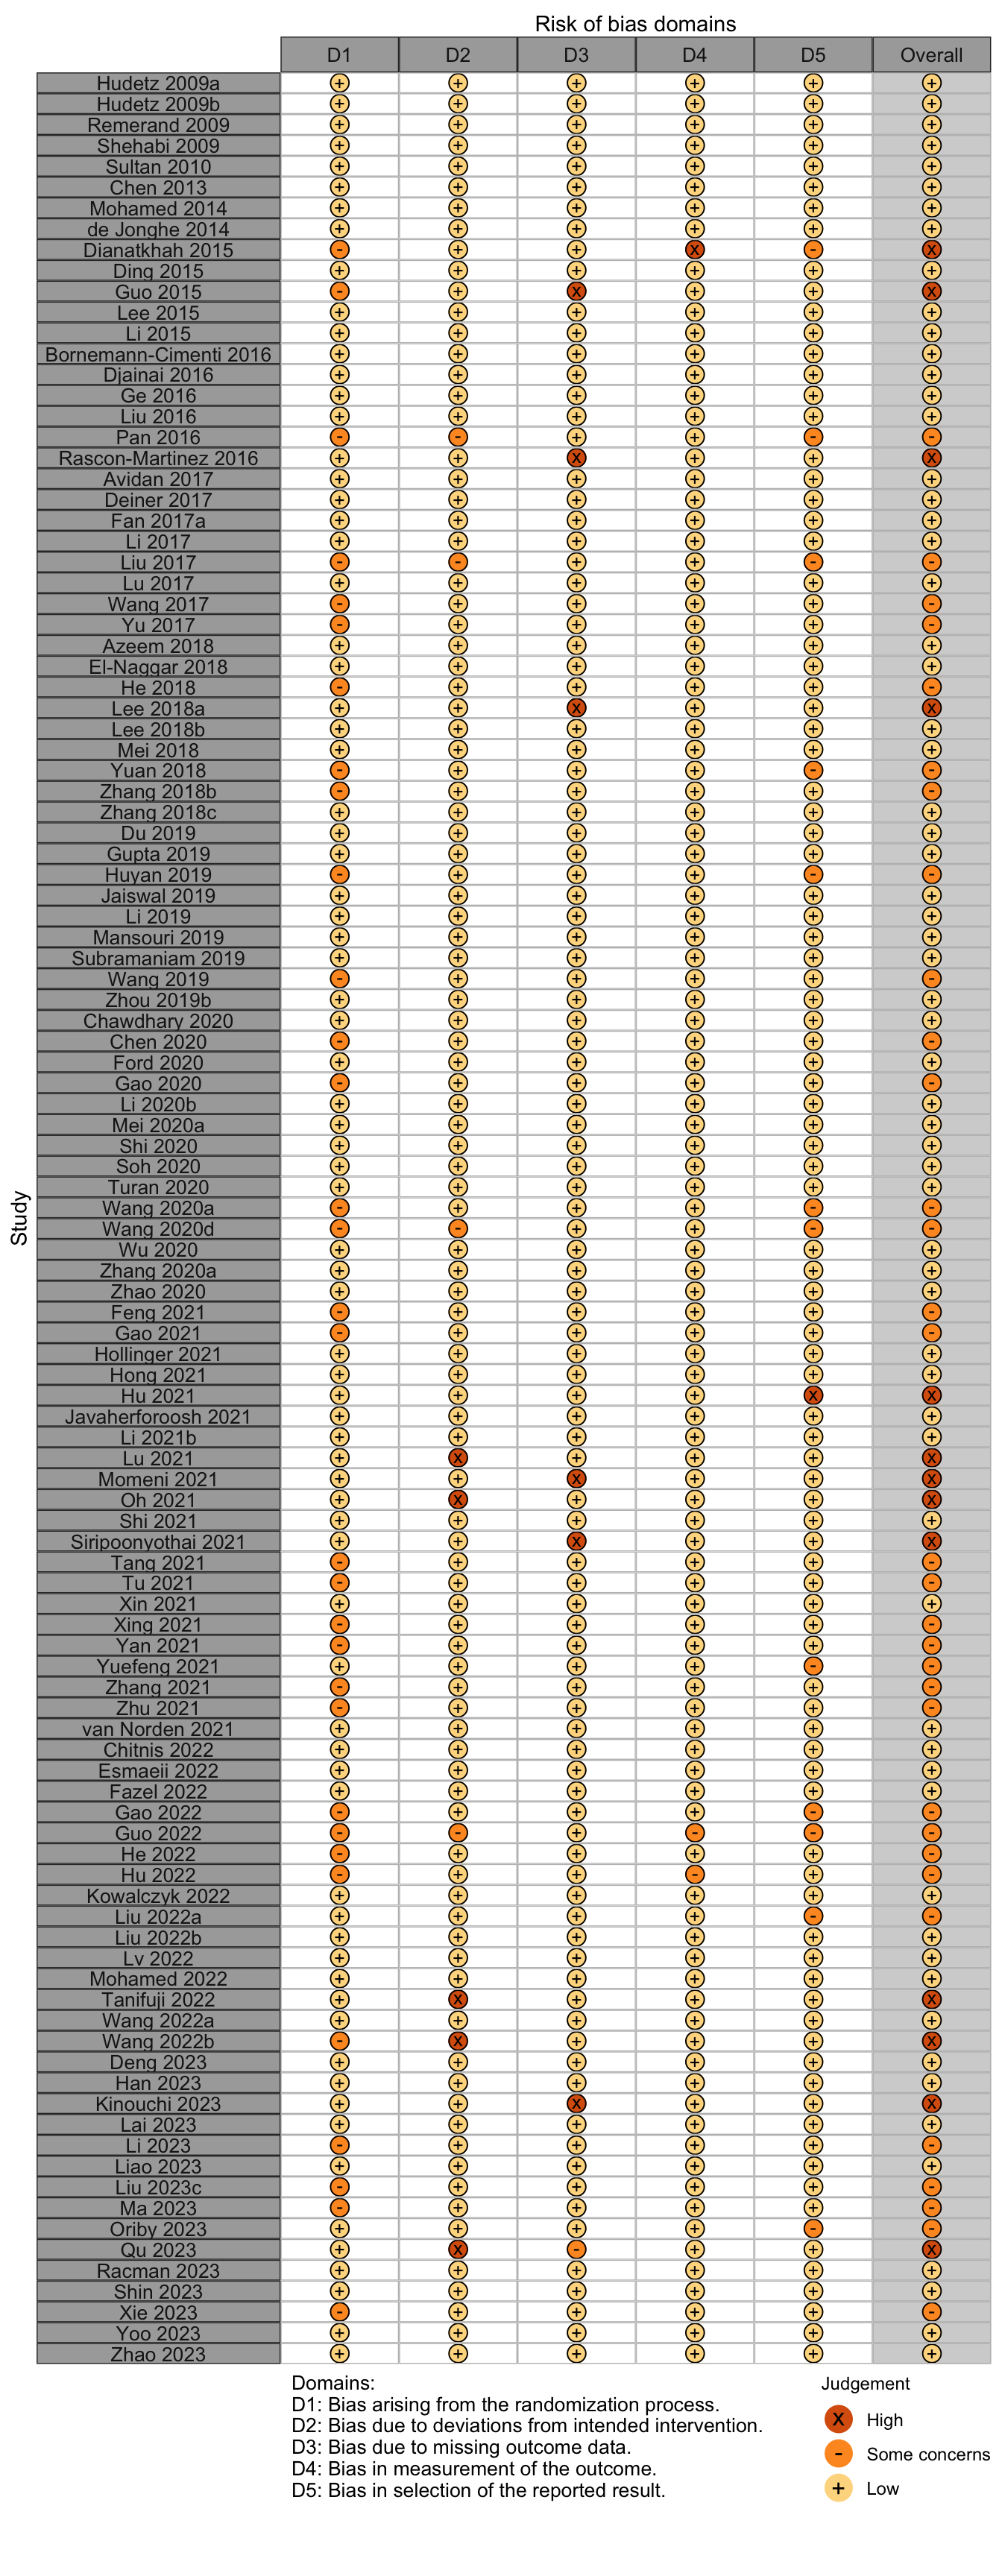 Risk of bias domains
D1 D2 D3 D4 D5 Overall
Study
Hudetz 2009a + + + + + +
Hudetz 2009b + + + + + +
Remerand 2009 + + + + + +
Shehabi 2009 + + + + + +
Sultan 2010 + + + + + +
Chen 2013 + + + + + +
Mohamed 2014 + + + + + +
de Jonghe 2014 + + + + + +
Dianatkhah 2015 - + + X - X
Ding 2015 + + + + + +
Guo 2015 - + X + + X
Lee 2015 + + + + + +
Li 2015 + + + + + +
Bornemann-Cimenti 2016 + + + + + +
Djainai 2016 + + + + + +
Ge 2016 + + + + + +
Liu 2016 + + + + + +
Pan 2016 - - + + - -
Rascon-Martinez 2016 + + X + + X
Avidan 2017 + + + + + +
Deiner 2017 + + + + + +
Fan 2017a + + + + + +
Li 2017 + + + + + +
Liu 2017 - - + + - -
Lu 2017 + + + + + +
Wang 2017 - + + + + -
Yu 2017 - + + + + -
Azeem 2018 + + + + + +
El-Naggar 2018 + + + + + +
He 2018 - + + + + -
Lee 2018a + + X + + X
Lee 2018b + + + + + +
Mei 2018 + + + + + +
Yuan 2018 - + + + - -
Zhang 2018b - + + + + -
Zhang 2018c + + + + + +
Du 2019 + + + + + +
Gupta 2019 + + + + + +
Huyan 2019 - + + + - -
Jaiswal 2019 + + + + + +
Li 2019 + + + + + +
Mansouri 2019 + + + + + +
Subramaniam 2019 + + + + + +
Wang 2019 - + + + + -
Zhou 2019b + + + + + +
Chawdhary 2020 + + + + + +
Chen 2020 - + + + + -
Ford 2020 + + + + + +
Gao 2020 - + + + + -
Li 2020b + + + + + +
Mei 2020a + + + + + +
Shi 2020 + + + + + +
Soh 2020 + + + + + +
Turan 2020 + + + + + +
Wang 2020a - + + + - -
Wang 2020d - - + + - -
Wu 2020 + + + + + +
Zhang 2020a + + + + + +
Zhao 2020 + + + + + +
Feng 2021 - + + + + -
Gao 2021 - + + + + -
Hollinger 2021 + + + + + +
Hong 2021 + + + + + +
Hu 2021 + + + + X X
Javaherforoosh 2021 + + + + + +
Li 2021b + + + + + +
Lu 2021 + X + + + X
Momeni 2021 + + X + + X
Oh 2021 + X + + + X
Shi 2021 + + + + + +
Siripoonyothai 2021 + + X + + X
Tang 2021 - + + + + -
Tu 2021 - + + + + -
Xin 2021 + + + + + +
Xing 2021 - + + + + -
Yan 2021 - + + + + -
Yuefeng 2021 + + + + - -
Zhang 2021 - + + + + -
Zhu 2021 - + + + + -
van Norden 2021 + + + + + +
Chitnis 2022 + + + + + +
Esmaeii 2022 + + + + + +
Fazel 2022 + + + + + +
Gao 2022 - + + + - -
Guo 2022 - - + - - -
He 2022 - + + + + -
Hu 2022 - + + - + -
Kowalczyk 2022 + + + + + +
Liu 2022a + + + + - -
Liu 2022b + + + + + +
Lv 2022 + + + + + +
Mohamed 2022 + + + + + +
Tanifuji 2022 + X + + + X
Wang 2022a + + + + + +
Wang 2022b - X + + + X
Deng 2023 + + + + + +
Han 2023 + + + + + +
Kinouchi 2023 + + X + + X
Lai 2023 + + + + + +
Li 2023 - + + + + -
Liao 2023 + + + + + +
Liu 2023c - + + + + -
Ma 2023 - + + + + -
Oriby 2023 + + + + - -
Qu 2023 + X - + + X
Racman 2023 + + + + + +
Shin 2023 + + + + + +
Xie 2023 - + + + + -
Yoo 2023 + + + + + +
Zhao 2023 + + + + + +
Domains:
D1: Bias arising from the randomization process.
D2: Bias due to deviations from intended intervention.
D3: Bias due to missing outcome data.
D4: Bias in measurement of the outcome.
D5: Bias in selection of the reported result.
Judgement
X High
- Some concerns
+ Low